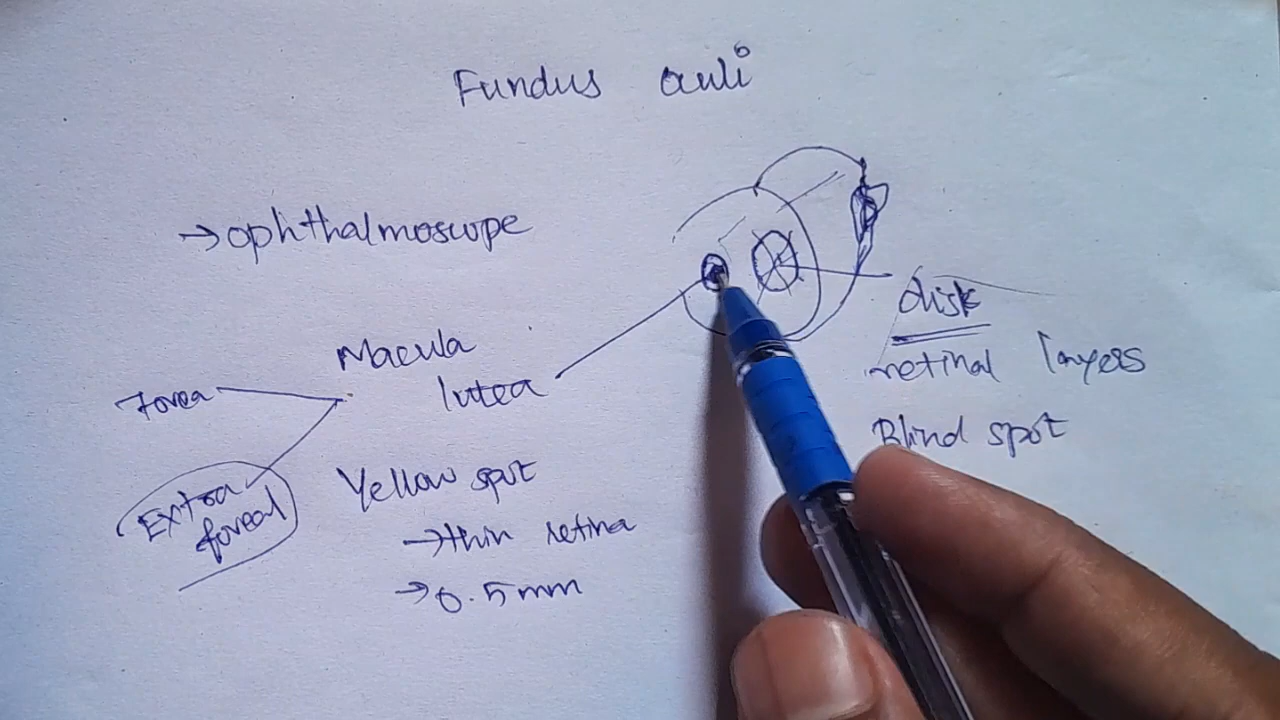 Fundus oculi
→ ophthalmoscope
disk
retinal layers
Blind spot
Macula
lutea
Fovea
Extra
foveal
Yellow spot
→ thin retina
→ 0.5mm